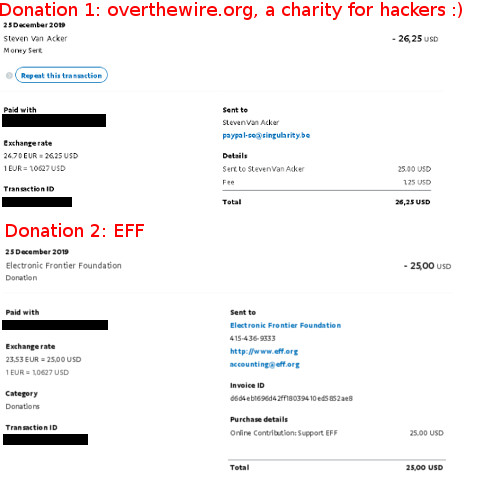 Donation 1: overthewire.org, a charity for hackers :)
25 December 2019
Steven Van Acker
- 26,25 USD
Money Sent
Repeat this transaction
Paid with
Sent to
Steven Van Acker
paypal-se@singularity.be
Exchange rate
24,70 EUR = 26,25 USD
1 EUR = 1,0627 USD
Details
Sent to Steven Van Acker 25,00 USD
Fee 1,25 USD
Transaction ID
Total 26,25 USD
Donation 2: EFF
25 December 2019
Electronic Frontier Foundation
- 25,00 USD
Donation
Paid with
Sent to
Electronic Frontier Foundation
415-436-9333
http://www.eff.org
accounting@eff.org
Exchange rate
23,53 EUR = 25,00 USD
1 EUR = 1,0627 USD
Invoice ID
d6d4eb1696d42ff18039410ed5852ae8
Category
Donations
Purchase details
Online Contribution: Support EFF 25,00 USD
Transaction ID
Total 25,00 USD